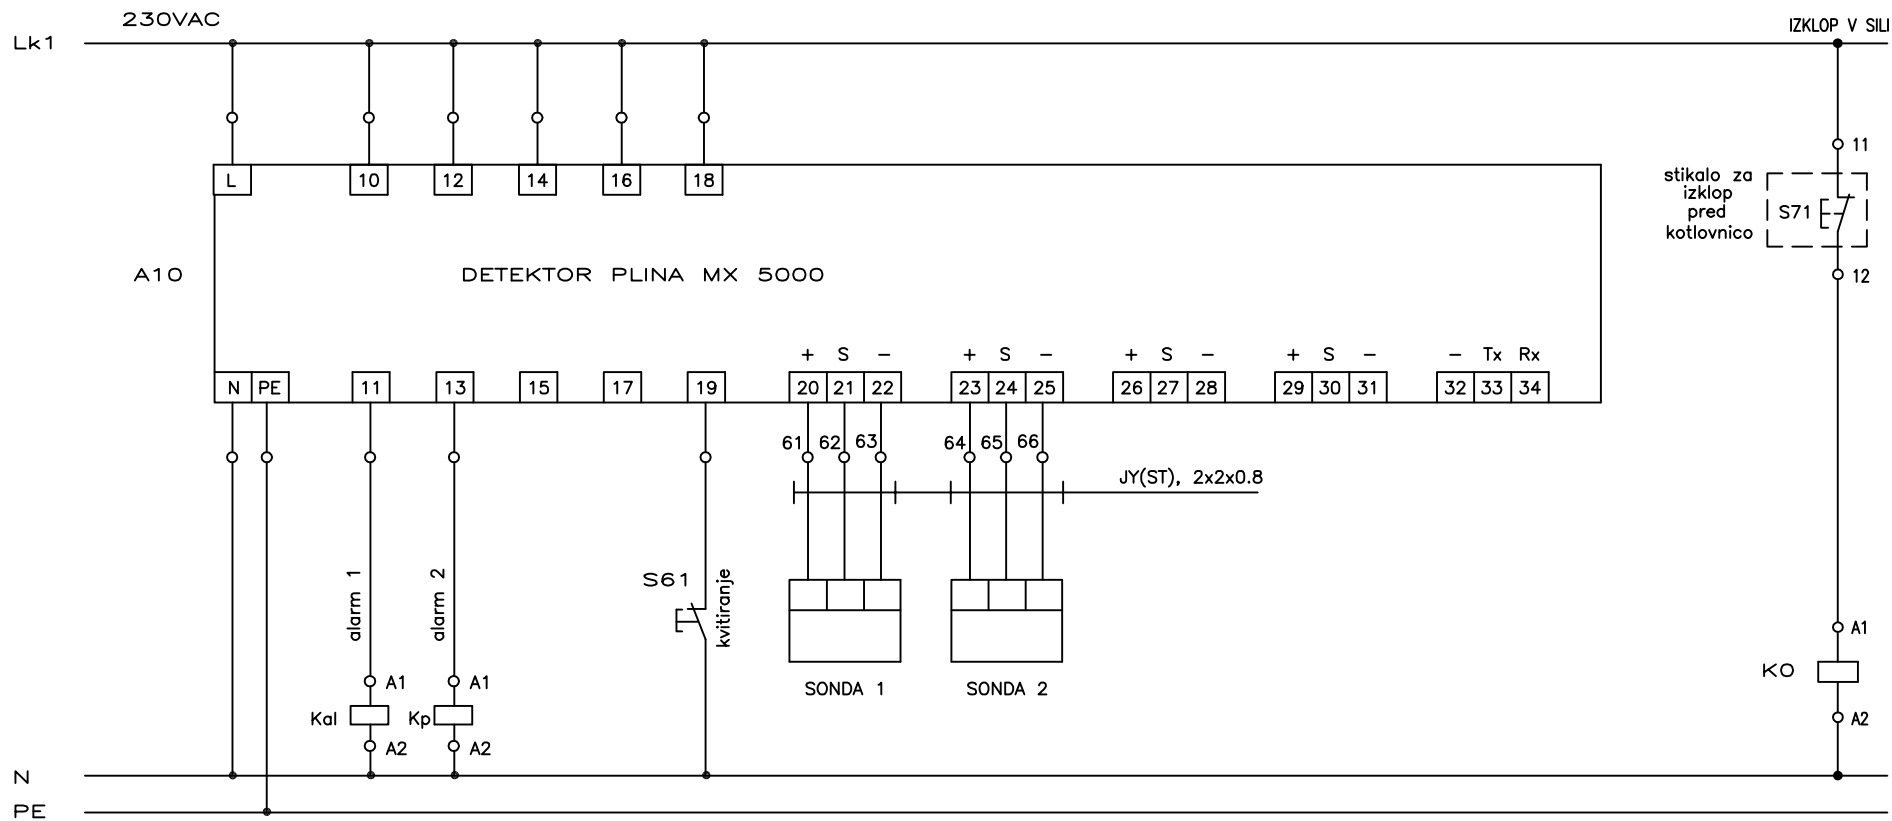 230VAC
IZKLOP V SILI
Lk1
11
L 10 12 14 16 18
stikalo za
izklop
pred
kotlovnico
S71
A10
DETEKTOR PLINA MX 5000
12
+ S - + S - + S - + S - - Tx Rx
N PE 11 13 15 17 19 20 21 22 23 24 25 26 27 28 29 30 31 32 33 34
61 62 63 64 65 66
JY(ST), 2x2x0.8
alarm 1
alarm 2
S61
kvitiranje
A1
A1 A1
SONDA 1 SONDA 2
K0
Kal Kp
A2
A2 A2
N
PE